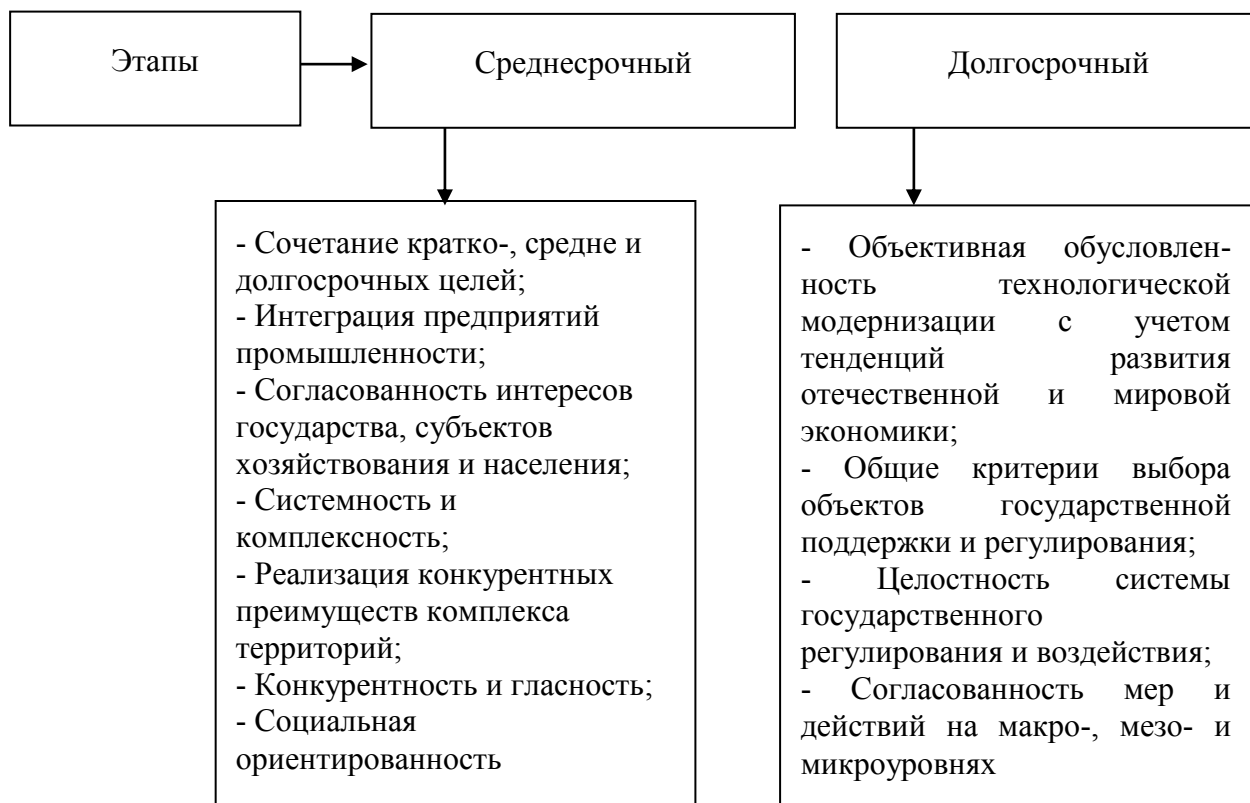 Этапы
Среднесрочный
Долгосрочный
- Сочетание кратко-, средне и
долгосрочных целей;
- Интеграция предприятий
промышленности;
- Согласованность интересов
государства, субъектов
хозяйствования и населения;
- Системность и
комплексность;
- Реализация конкурентных
преимуществ комплекса
территорий;
- Конкурентность и гласность;
- Социальная
ориентированность
- Объективная обусловлен-
ность технологической
модернизации с учетом
тенденций развития
отечественной и мировой
экономики;
- Общие критерии выбора
объектов государственной
поддержки и регулирования;
- Целостность системы
государственного
регулирования и воздействия;
- Согласованность мер и
действий на макро-, мезо- и
микроуровнях